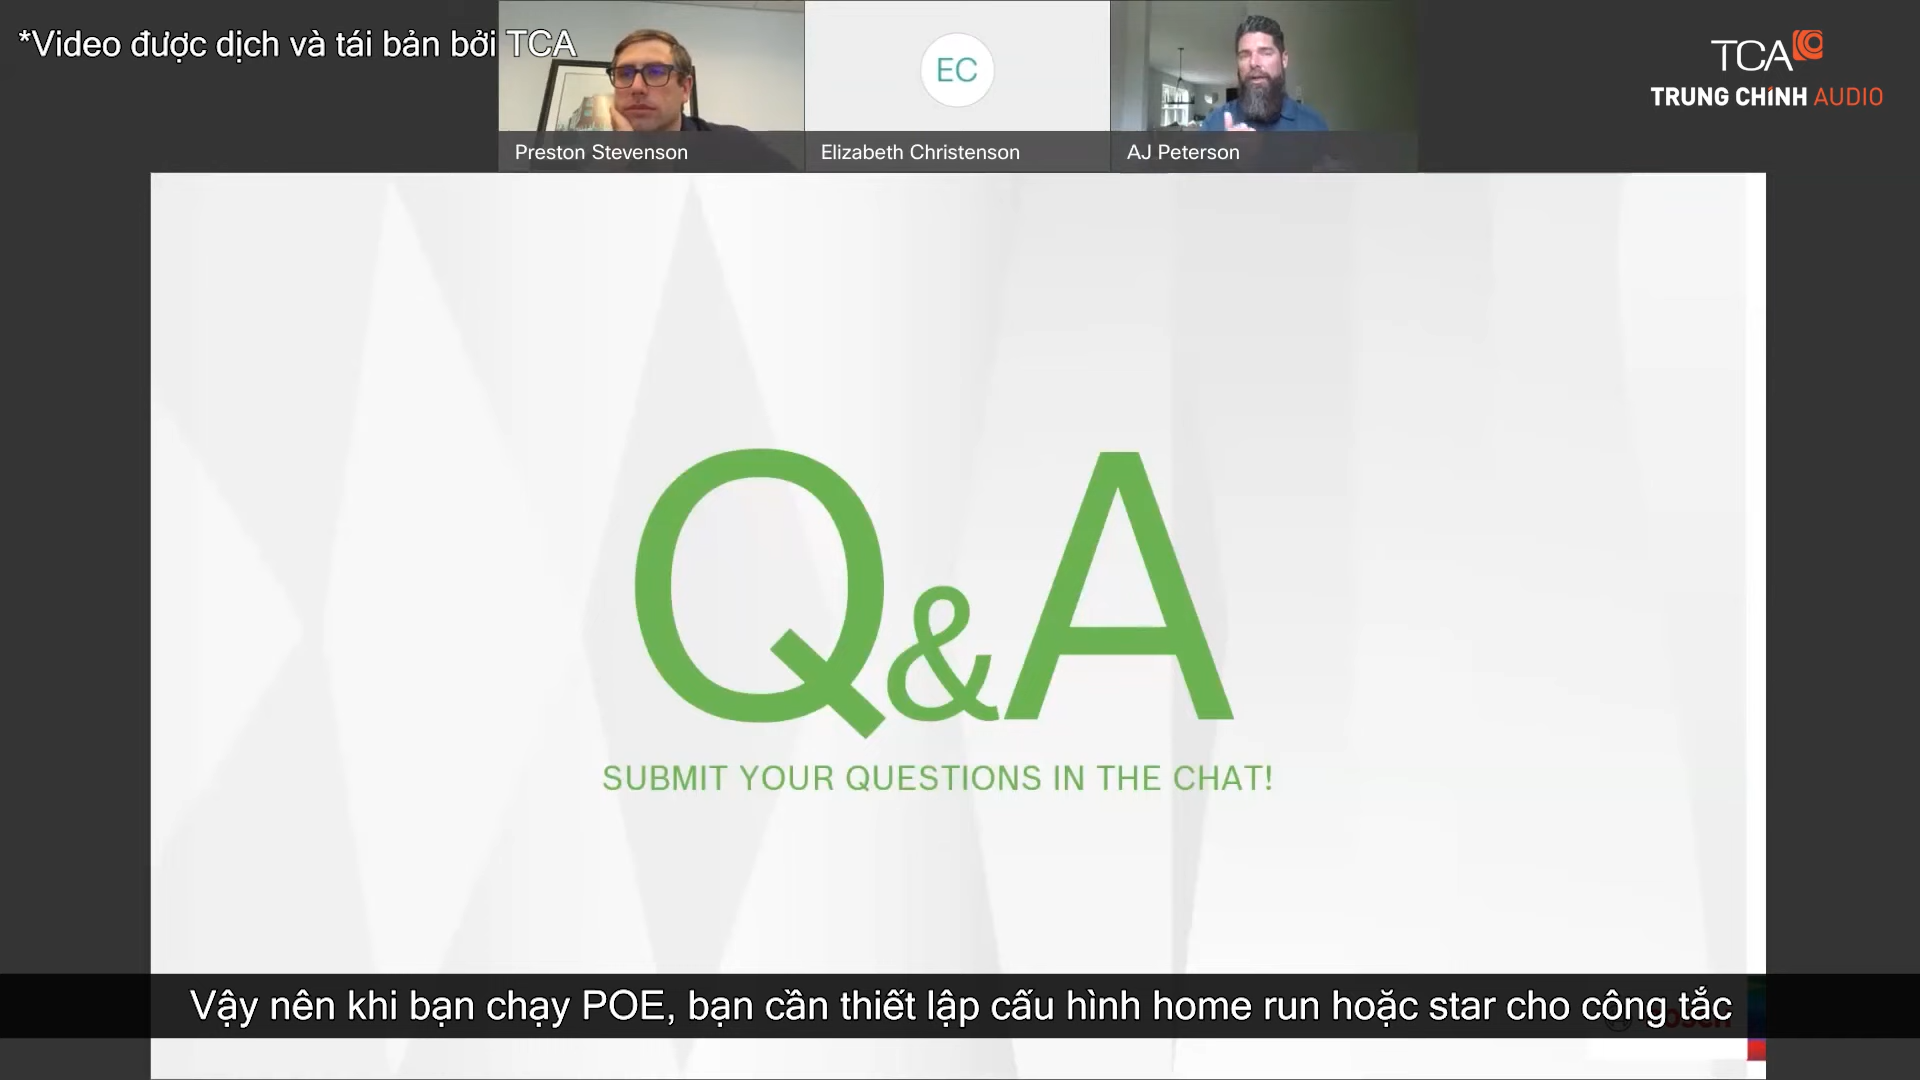 *Video được dịch và tái bản bởi TCA
EC
TCA
TRUNG CHÍNH AUDIO
Preston Stevenson
Elizabeth Christenson
AJ Peterson
Q&A
SUBMIT YOUR QUESTIONS IN THE CHAT!
Vậy nên khi bạn chạy POE, bạn cần thiết lập cấu hình home run hoặc star cho công tắc